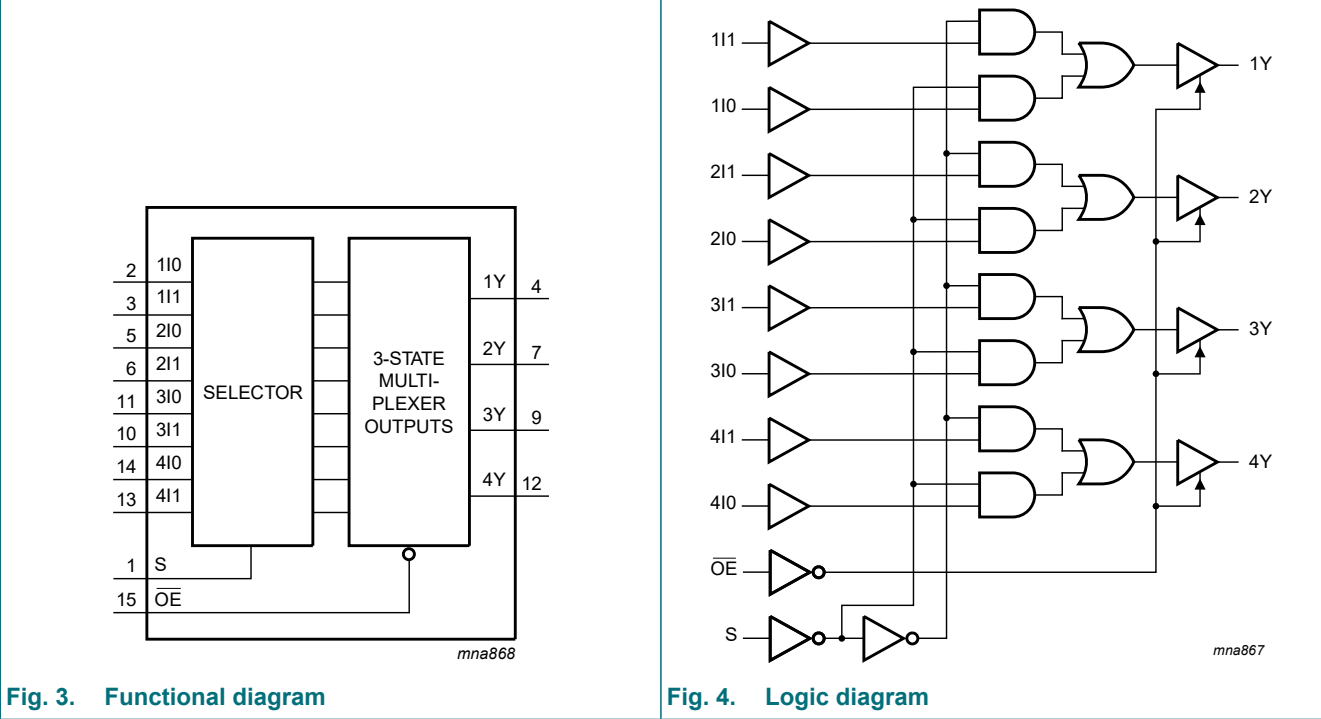 2 1I0
3 1I1
5 2I0
6 2I1
11 3I0
10 3I1
14 4I0
13 4I1
1 S
15 O̅E̅
SELECTOR
3-STATE
MULTI-
PLEXER
OUTPUTS
1Y 4
2Y 7
3Y 9
4Y 12
mna868
Fig. 3. Functional diagram
1I1
1I0
2I1
2I0
3I1
3I0
4I1
4I0
O̅E̅
S
1Y
2Y
3Y
4Y
mna867
Fig. 4. Logic diagram